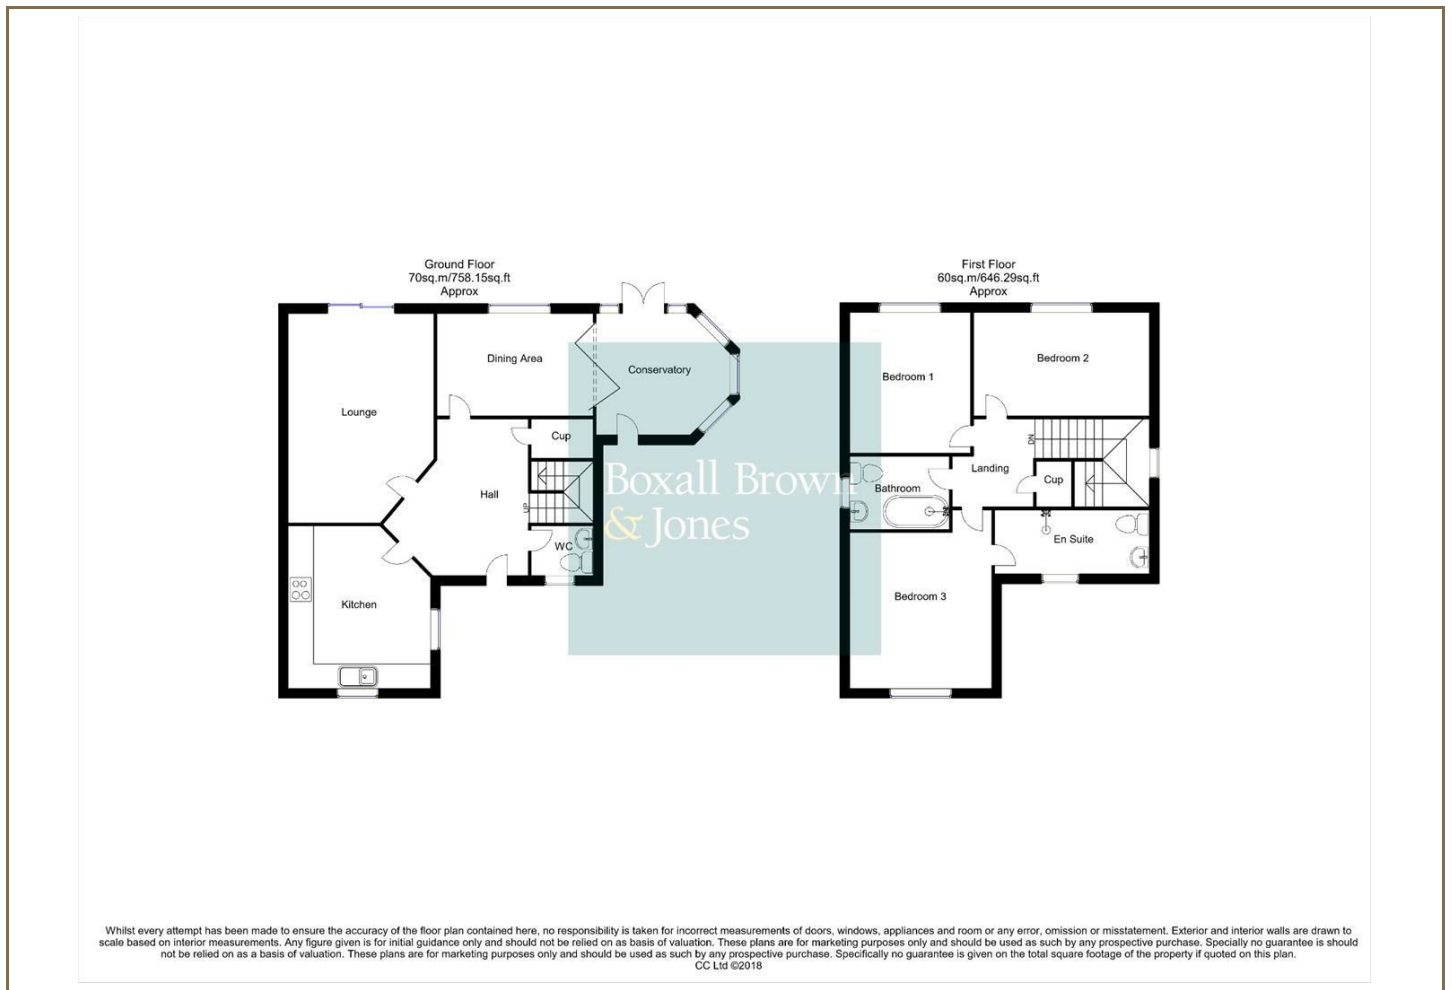 Ground Floor
70sq.m/758.15sq.ft
Approx
First Floor
60sq.m/646.29sq.ft
Approx
Dining Area
Conservatory
Lounge
Cup
Hall
UP
WC
Kitchen
Bedroom 1
Bedroom 2
DN
Landing
Cup
Bathroom
En Suite
Bedroom 3
Boxall Brown
& Jones
Whilst every attempt has been made to ensure the accuracy of the floor plan contained here, no responsibility is taken for incorrect measurements of doors, windows, appliances and room or any error, omission or misstatement. Exterior and interior walls are drawn to
scale based on interior measurements. Any figure given is for initial guidance only and should not be relied on as basis of valuation. These plans are for marketing purposes only and should be used as such by any prospective purchase. Specially no guarantee is should
not be relied on as a basis of valuation. These plans are for marketing purposes only and should be used as such by any prospective purchase. Specifically no guarantee is given on the total square footage of the property if quoted on this plan.
CC Ltd ©2018